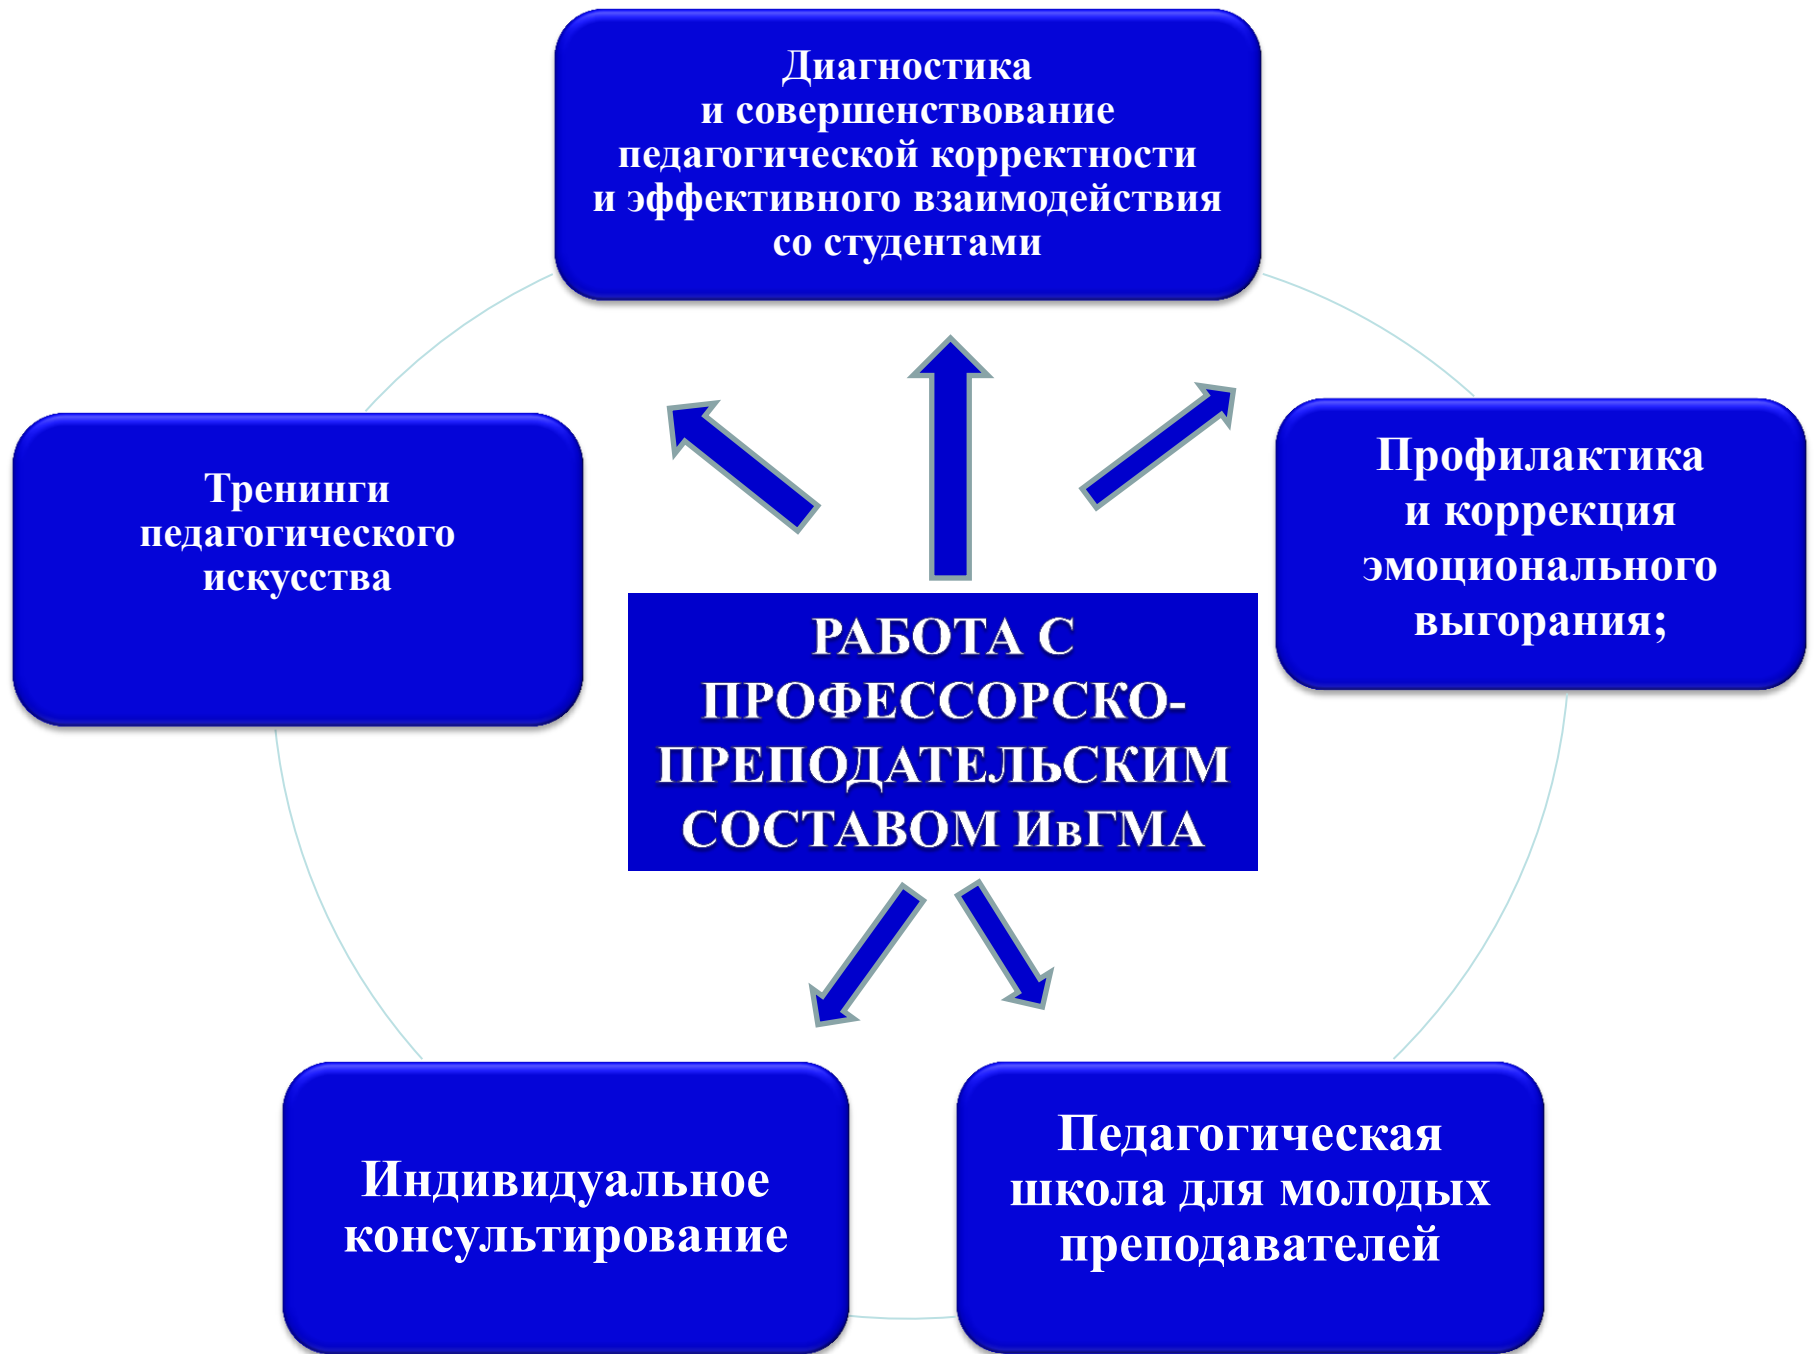 Диагностика
и совершенствование
педагогической корректности
и эффективного взаимодействия
со студентами
Тренинги
педагогического
искусства
Профилактика
и коррекция
эмоционального
выгорания;
РАБОТА С
ПРОФЕССОРСКО-
ПРЕПОДАТЕЛЬСКИМ
СОСТАВОМ ИвГМА
Индивидуальное
консультирование
Педагогическая
школа для молодых
преподавателей